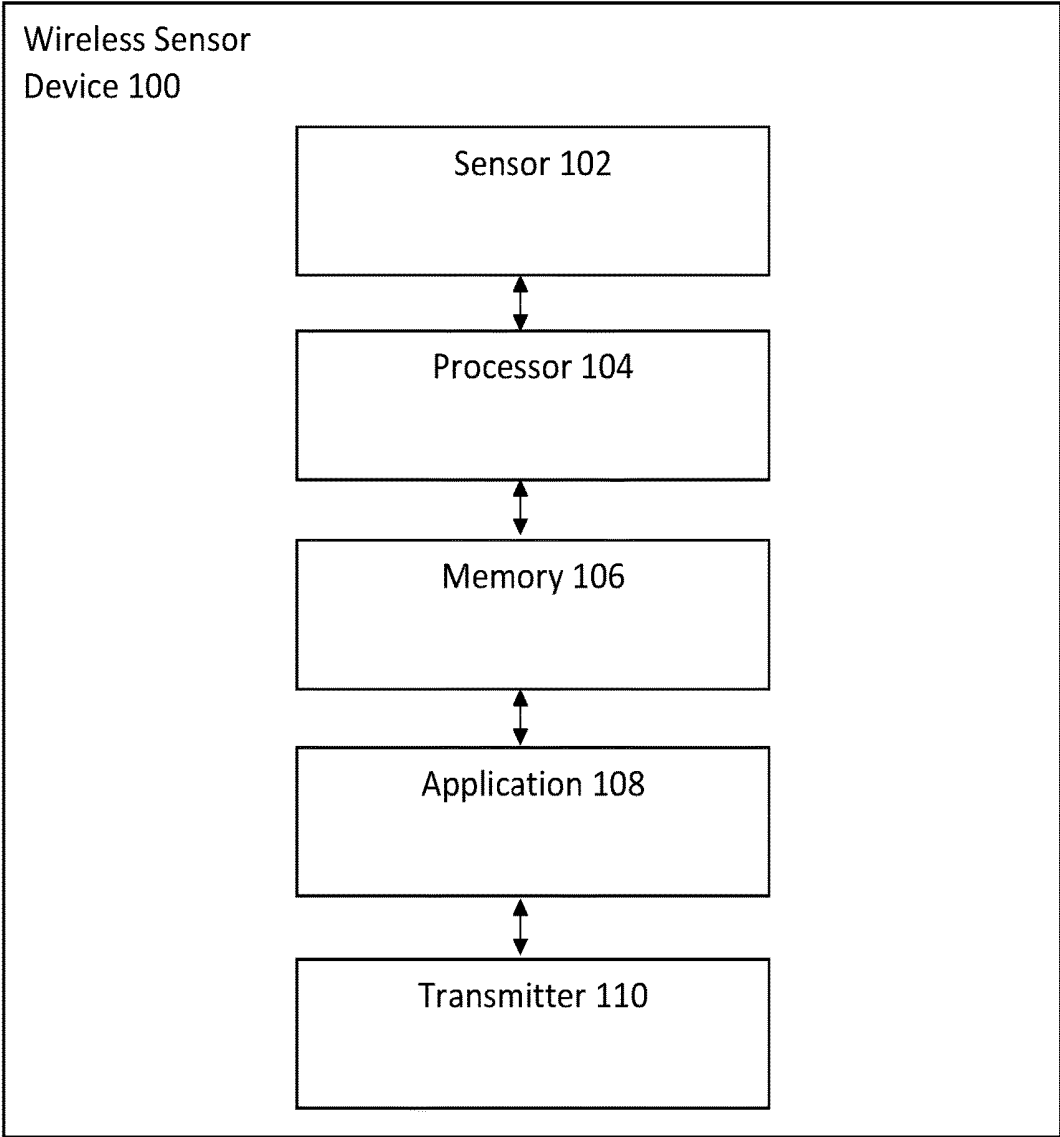 Wireless Sensor
Device 100
Sensor 102
Processor 104
Memory 106
Application 108
Transmitter 110